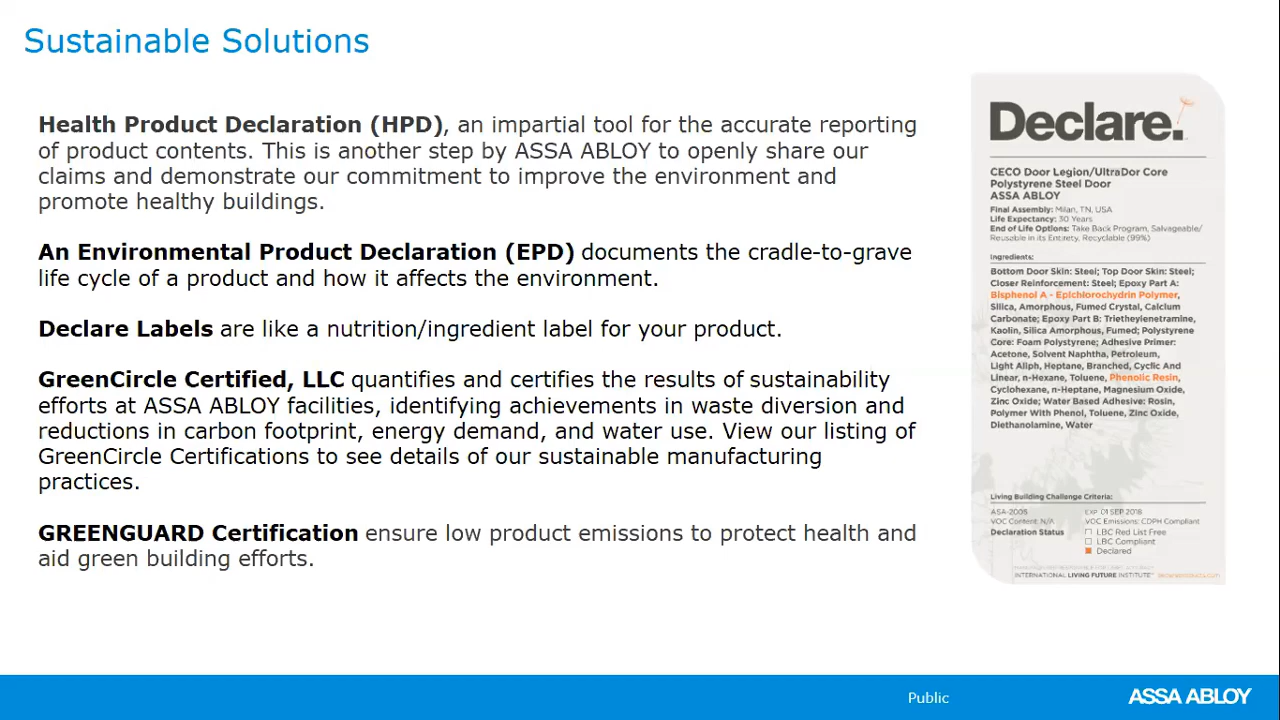 Sustainable Solutions
Health Product Declaration (HPD), an impartial tool for the accurate reporting
of product contents. This is another step by ASSA ABLOY to openly share our
claims and demonstrate our commitment to improve the environment and
promote healthy buildings.
An Environmental Product Declaration (EPD) documents the cradle-to-grave
life cycle of a product and how it affects the environment.
Declare Labels are like a nutrition/ingredient label for your product.
GreenCircle Certified, LLC quantifies and certifies the results of sustainability
efforts at ASSA ABLOY facilities, identifying achievements in waste diversion and
reductions in carbon footprint, energy demand, and water use. View our listing of
GreenCircle Certifications to see details of our sustainable manufacturing
practices.
GREENGUARD Certification ensure low product emissions to protect health and
aid green building efforts.
Declare.
CECO Door Legion/UltraDor Core
Polystyrene Steel Door
ASSA ABLOY
Final Assembly: Milan, TN, USA
Life Expectancy: 30 Years
End of Life Options: Take Back Program, Salvageable/
Reusable in its Entirety, Recyclable (99%)
Ingredients:
Bottom Door Skin: Steel; Top Door Skin: Steel;
Closer Reinforcement: Steel; Epoxy Part A:
Bisphenol A - Epichlorochydrin Polymer,
Silica, Amorphous, Fumed Crystal, Calcium
Carbonate; Epoxy Part B: Trietheylenetramine,
Kaolin, Silica Amorphous, Fumed; Polystyrene
Core: Foam Polystyrene; Adhesive Primer:
Acetone, Solvent Naphtha, Petroleum,
Light Aliph, Heptane, Branched, Cyclic And
Linear, n-Hexane, Toluene, Phenolic Resin,
Cyclohexane, n-Heptane, Magnesium Oxide,
Zinc Oxide; Water Based Adhesive: Rosin,
Polymer With Phenol, Toluene, Zinc Oxide,
Diethanolamine, Water
Living Building Challenge Criteria:
ASA-2005 EXP. 01 SEP 2018
VOC Content: N/A VOC Emissions: CDPH Compliant
Declaration Status LBC Red List Free
LBC Compliant
Declared
INTERNATIONAL LIVING FUTURE INSTITUTE
Public
ASSA ABLOY